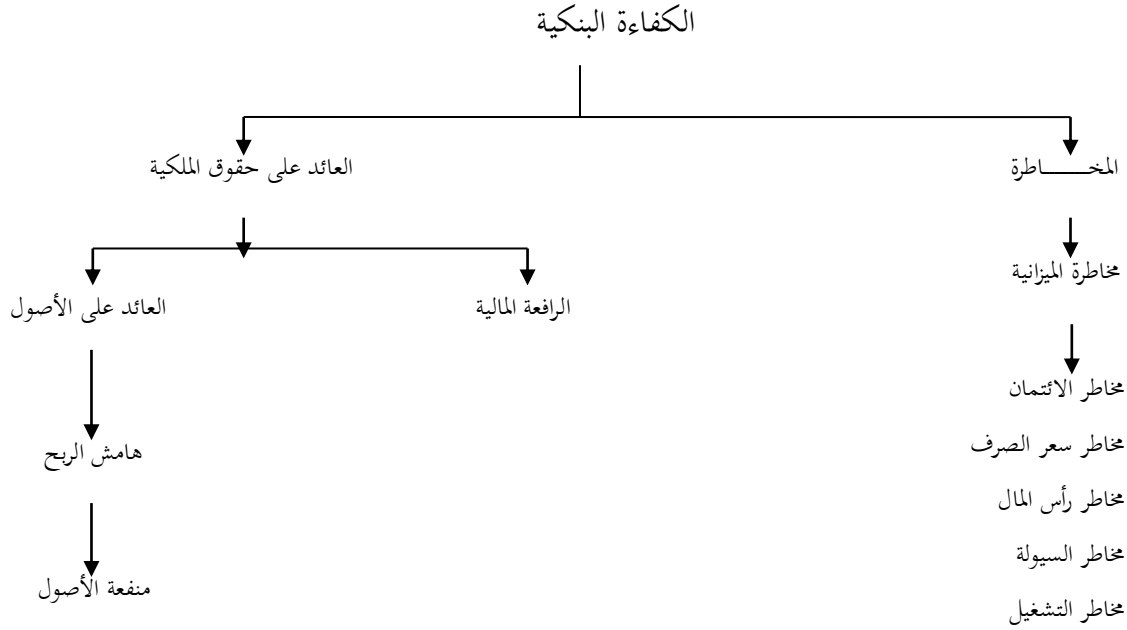 الكفاءة البنكية
المخـــــــاطرة
العائد على حقوق الملكية
مخاطرة الميزانية
الرافعة المالية
العائد على الأصول
مخاطر الائتمان
مخاطر سعر الصرف
هامش الربح
مخاطر رأس المال
مخاطر السيولة
منفعة الأصول
مخاطر التشغيل